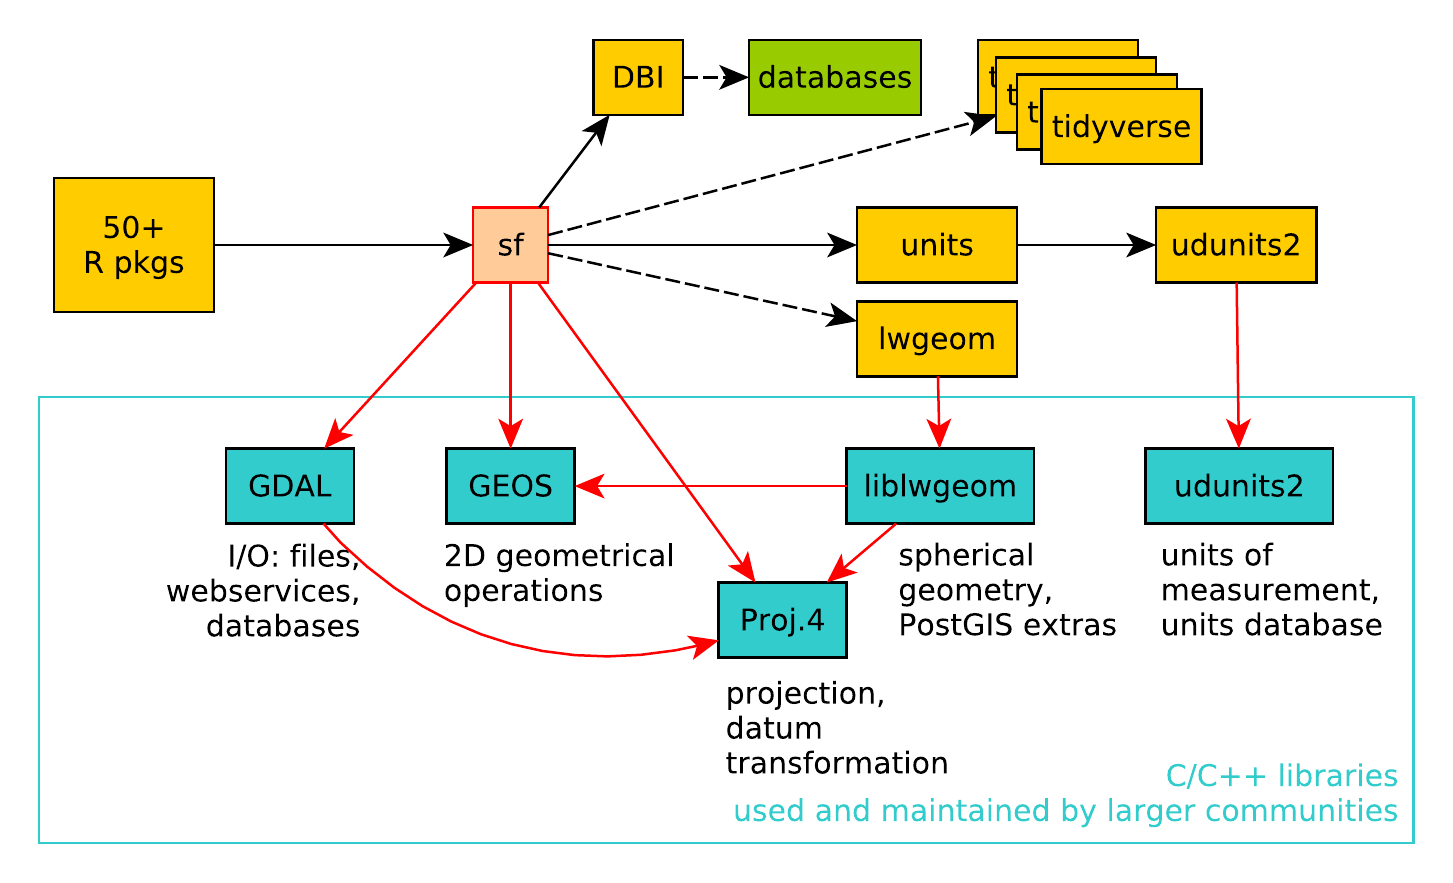 DBI
databases
t
t
t
tidyverse
50+
R pkgs
sf
units
udunits2
lwgeom
GDAL
GEOS
liblwgeom
udunits2
I/O: files,
webservices,
databases
2D geometrical
operations
spherical
geometry,
PostGIS extras
units of
measurement,
units database
Proj.4
projection,
datum
transformation
C/C++ libraries
used and maintained by larger communities